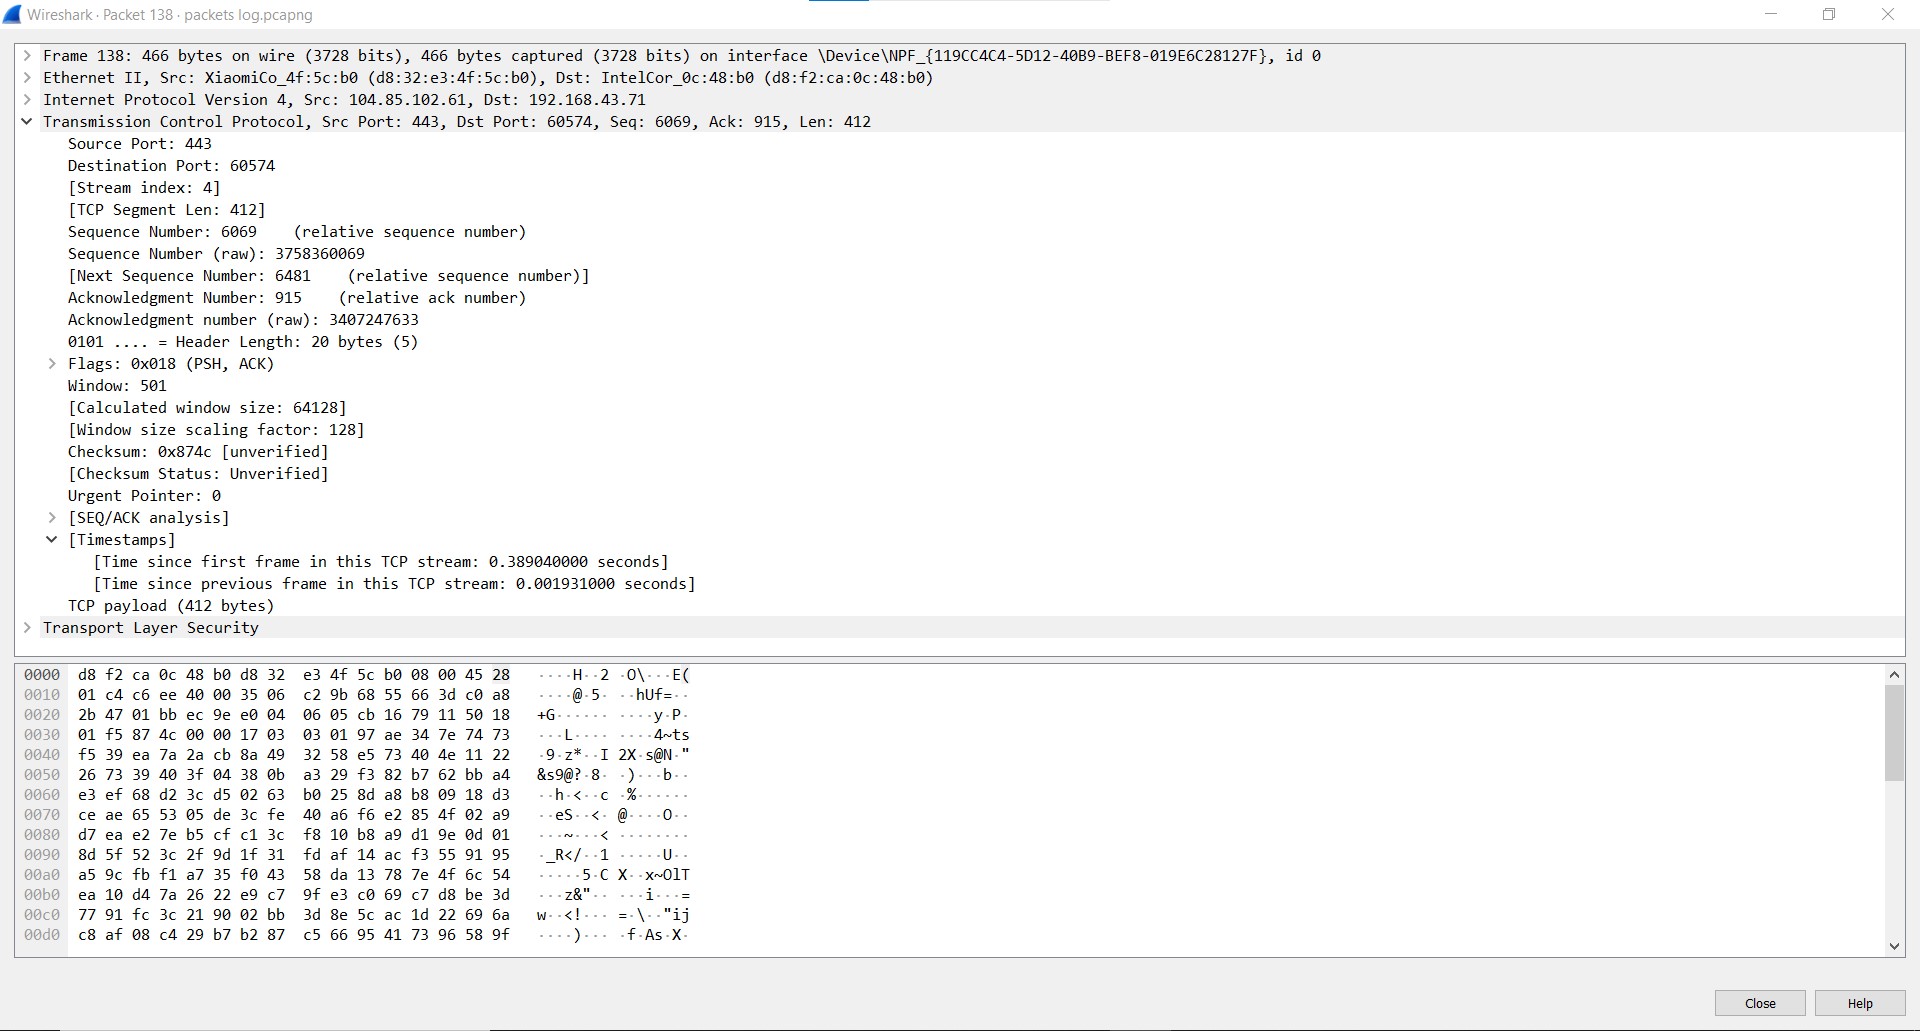 Wireshark · Packet 138 · packets log.pcapng
Frame 138: 466 bytes on wire (3728 bits), 466 bytes captured (3728 bits) on interface \Device\NPF_{119CC4C4-5D12-40B9-BEF8-019E6C28127F}, id 0
Ethernet II, Src: XiaomiCo_4f:5c:b0 (d8:32:e3:4f:5c:b0), Dst: IntelCor_0c:48:b0 (d8:f2:ca:0c:48:b0)
Internet Protocol Version 4, Src: 104.85.102.61, Dst: 192.168.43.71
Transmission Control Protocol, Src Port: 443, Dst Port: 60574, Seq: 6069, Ack: 915, Len: 412
Source Port: 443
Destination Port: 60574
[Stream index: 4]
[TCP Segment Len: 412]
Sequence Number: 6069    (relative sequence number)
Sequence Number (raw): 3758360069
[Next Sequence Number: 6481    (relative sequence number)]
Acknowledgment Number: 915    (relative ack number)
Acknowledgment number (raw): 3407247633
0101 .... = Header Length: 20 bytes (5)
Flags: 0x018 (PSH, ACK)
Window: 501
[Calculated window size: 64128]
[Window size scaling factor: 128]
Checksum: 0x874c [unverified]
[Checksum Status: Unverified]
Urgent Pointer: 0
[SEQ/ACK analysis]
[Timestamps]
[Time since first frame in this TCP stream: 0.389040000 seconds]
[Time since previous frame in this TCP stream: 0.001931000 seconds]
TCP payload (412 bytes)
Transport Layer Security
0000 d8 f2 ca 0c 48 b0 d8 32  e3 4f 5c b0 08 00 45 28   ····H··2 ·O\···E(
0010 01 c4 c6 ee 40 00 35 06  c2 9b 68 55 66 3d c0 a8   ····@·5· ··hUf=··
0020 2b 47 01 bb ec 9e e0 04  06 05 cb 16 79 11 50 18   +G······ ····y·P·
0030 01 f5 87 4c 00 00 17 03  03 01 97 ae 34 7e 74 73   ···L···· ····4~ts
0040 f5 39 ea 7a 2a cb 8a 49  32 58 e5 73 40 4e 11 22   ·9·z*··I 2X·s@N·"
0050 26 73 39 40 3f 04 38 0b  a3 29 f3 82 b7 62 bb a4   &s9@?·8· ·)···b··
0060 e3 ef 68 d2 3c d5 02 63  b0 25 8d a8 b8 09 18 d3   ··h·<··c ·%······
0070 ce ae 65 53 05 de 3c fe  40 a6 f6 e2 85 4f 02 a9   ··eS··<· @····O··
0080 d7 ea e2 7e b5 cf c1 3c  f8 10 b8 a9 d1 9e 0d 01   ···~···< ········
0090 8d 5f 52 3c 2f 9d 1f 31  fd af 14 ac f3 55 91 95   ·_R</··1 ·····U··
00a0 a5 9c fb f1 a7 35 f0 43  58 da 13 78 7e 4f 6c 54   ·····5·C X··x~OlT
00b0 ea 10 d4 7a 26 22 e9 c7  9f e3 c0 69 c7 d8 be 3d   ···z&"·· ···i···=
00c0 77 91 fc 3c 21 90 02 bb  3d 8e 5c ac 1d 22 69 6a   w··<!··· =·\··"ij
00d0 c8 af 08 c4 29 b7 b2 87  c5 66 95 41 73 96 58 9f   ····)··· ·f·As·X·
Close
Help